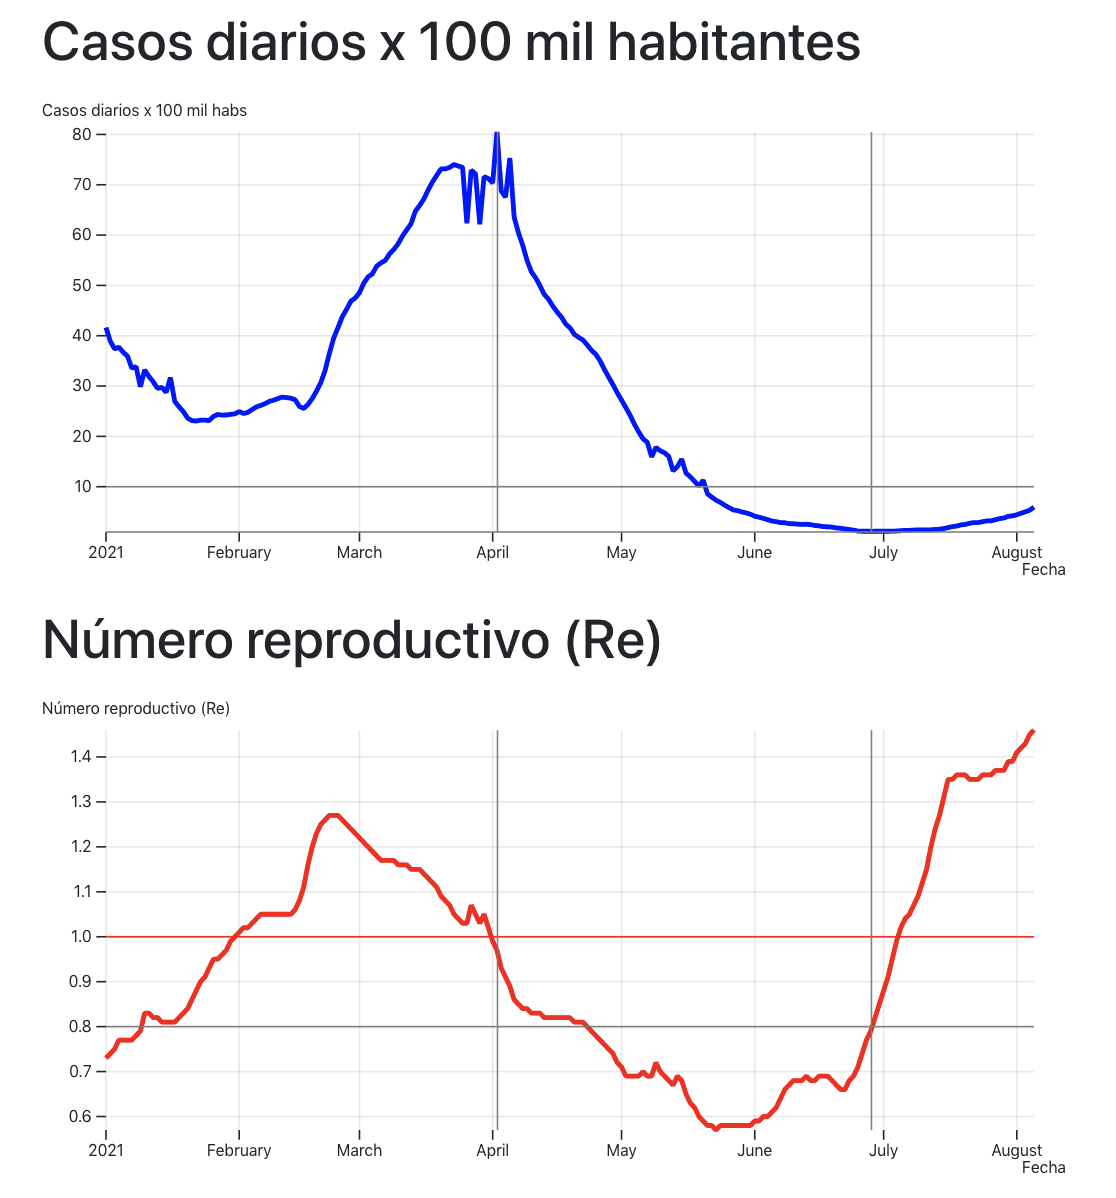 Casos diarios x 100 mil habitantes
Casos diarios x 100 mil habs
80
70
60
50
40
30
20
10
2021 February March April May June July August
Fecha
Número reproductivo (Re)
Número reproductivo (Re)
1.4
1.3
1.2
1.1
1.0
0.9
0.8
0.7
0.6
2021 February March April May June July August
Fecha